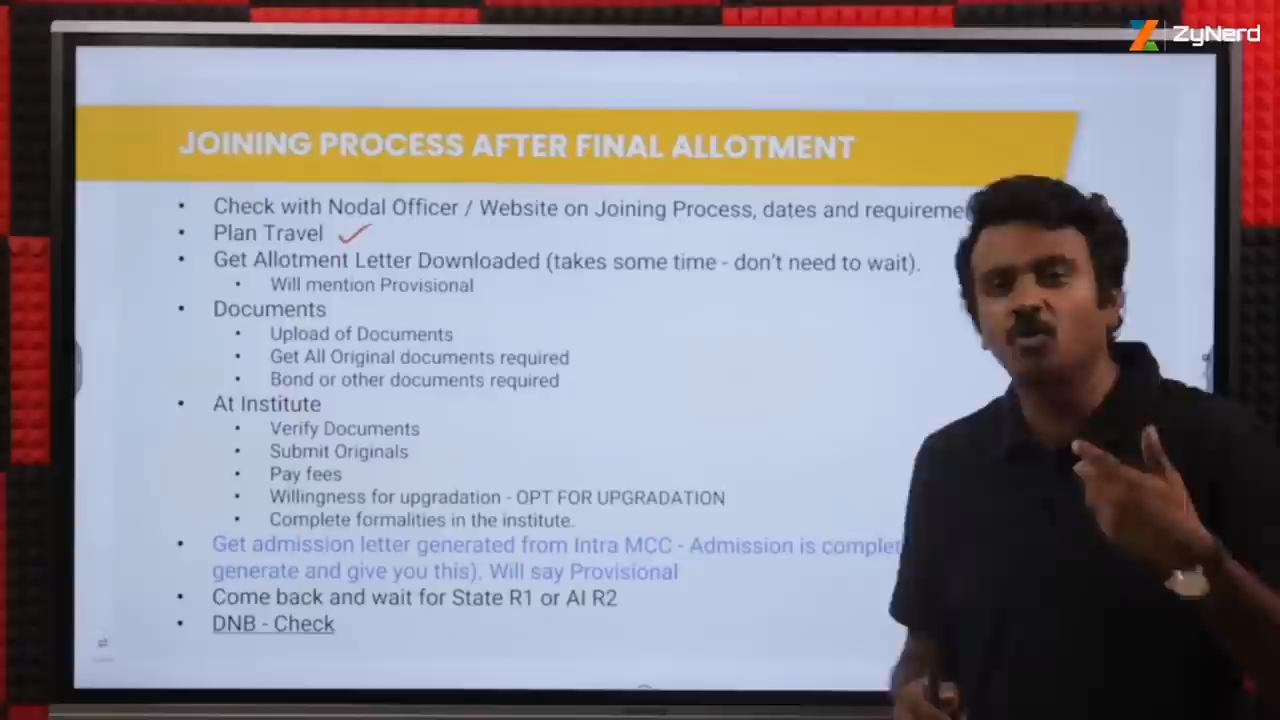 ZyNerd
JOINING PROCESS AFTER FINAL ALLOTMENT
• Check with Nodal Officer / Website on Joining Process, dates and requireme
• Plan Travel
• Get Allotment Letter Downloaded (takes some time - don't need to wait).
• Will mention Provisional
• Documents
• Upload of Documents
• Get All Original documents required
• Bond or other documents required
• At Institute
• Verify Documents
• Submit Originals
• Pay fees
• Willingness for upgradation - OPT FOR UPGRADATION
• Complete formalities in the institute.
• Get admission letter generated from Intra MCC - Admission is complet
generate and give you this). Will say Provisional
• Come back and wait for State R1 or AI R2
• DNB - Check